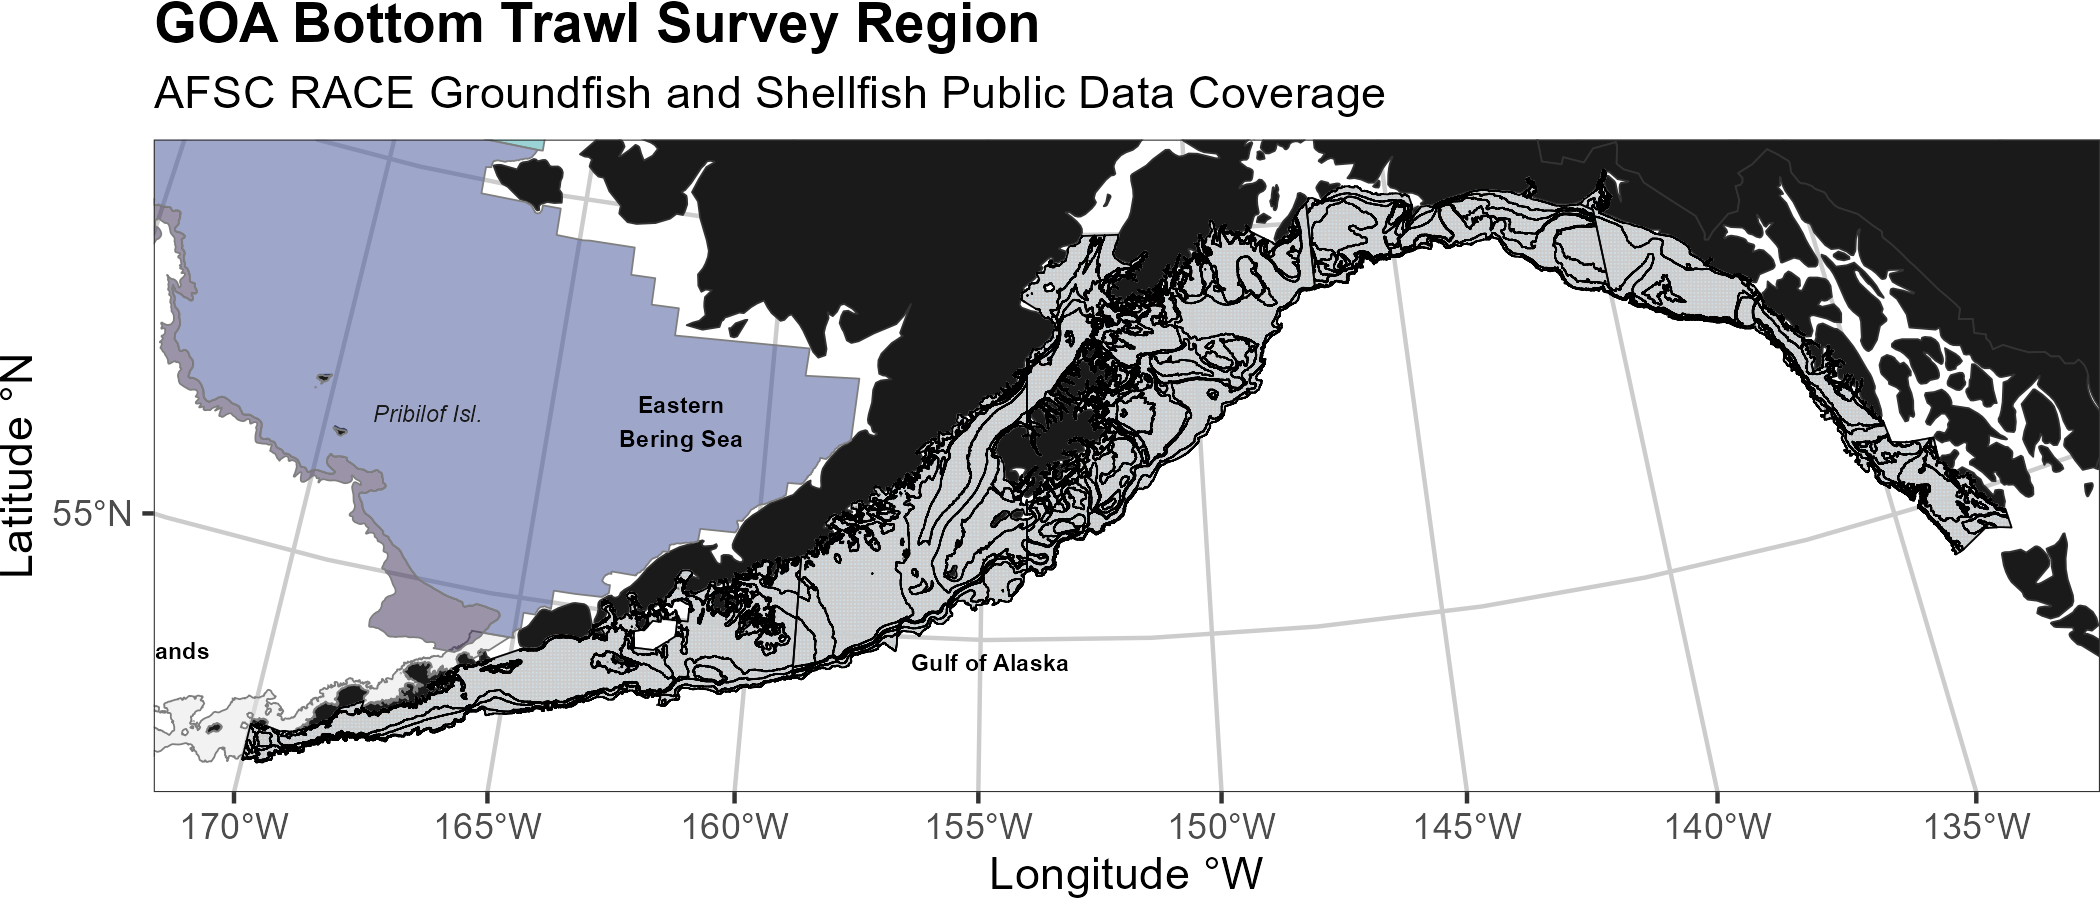 GOA Bottom Trawl Survey Region
AFSC RACE Groundfish and Shellfish Public Data Coverage
Latitude °N
55°N
Pribilof Isl.
Eastern
Bering Sea
ands
Gulf of Alaska
170°W 165°W 160°W 155°W 150°W 145°W 140°W 135°W
Longitude °W